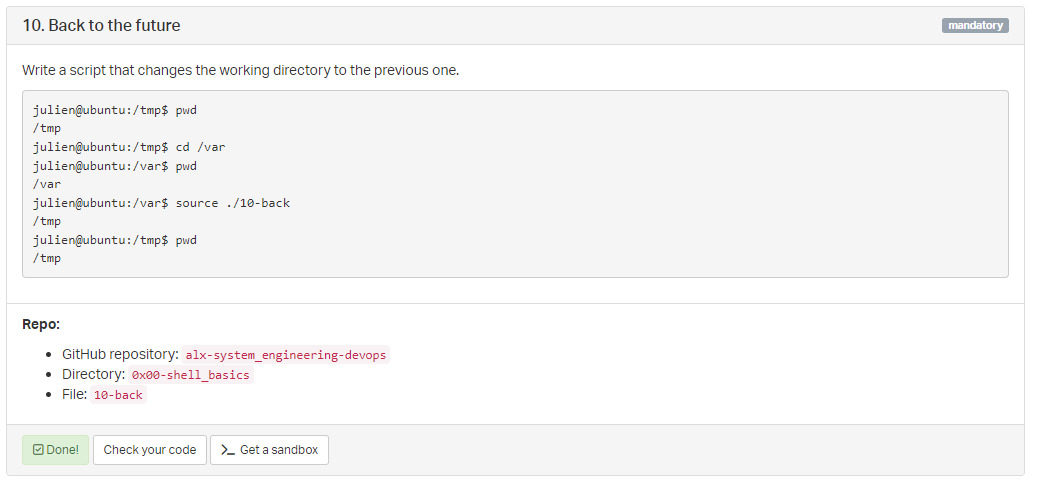 10. Back to the future
mandatory
Write a script that changes the working directory to the previous one.
julien@ubuntu:/tmp$ pwd
/tmp
julien@ubuntu:/tmp$ cd /var
julien@ubuntu:/var$ pwd
/var
julien@ubuntu:/var$ source ./10-back
/tmp
julien@ubuntu:/tmp$ pwd
/tmp
Repo:
GitHub repository: alx-system_engineering-devops
Directory: 0x00-shell_basics
File: 10-back
Done! Check your code >_ Get a sandbox